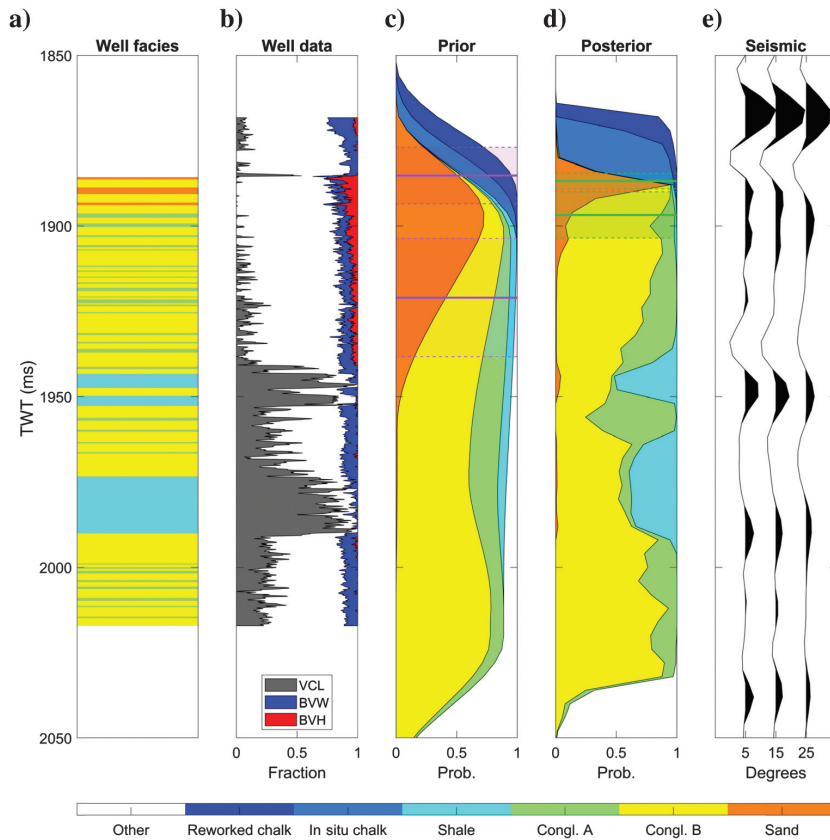 a) b) c) d) e)
Well facies Well data Prior Posterior Seismic
1850
1900
1950
2000
2050
TWT (ms)
VCL
BVW
BVH
0 0.5 1 0 0.5 1 0 0.5 1 5 15 25
Fraction Prob. Prob. Degrees
Other Reworked chalk In situ chalk Shale Congl. A Congl. B Sand